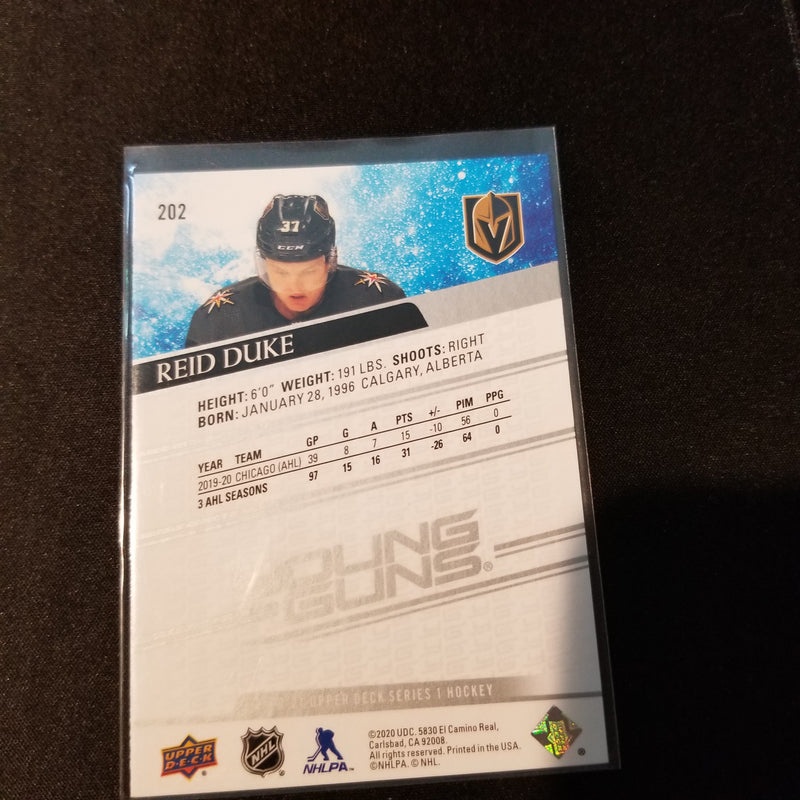 202
37
CCM
REID DUKE
HEIGHT: 6'0" WEIGHT: 191 LBS. SHOOTS: RIGHT
BORN: JANUARY 28, 1996 CALGARY, ALBERTA
YEAR TEAM GP G A PTS +/- PIM PPG
2019-20 CHICAGO (AHL) 39 8 7 15 -10 56 0
3 AHL SEASONS 97 15 16 31 -26 64 0
YOUNG
GUNS®
UPPER DECK SERIES 1 HOCKEY
UPPER
DECK
NHL
NHLPA
©2020 UDC. 5830 El Camino Real,
Carlsbad, CA 92008.
All rights reserved. Printed in the USA.
©NHLPA. © NHL.